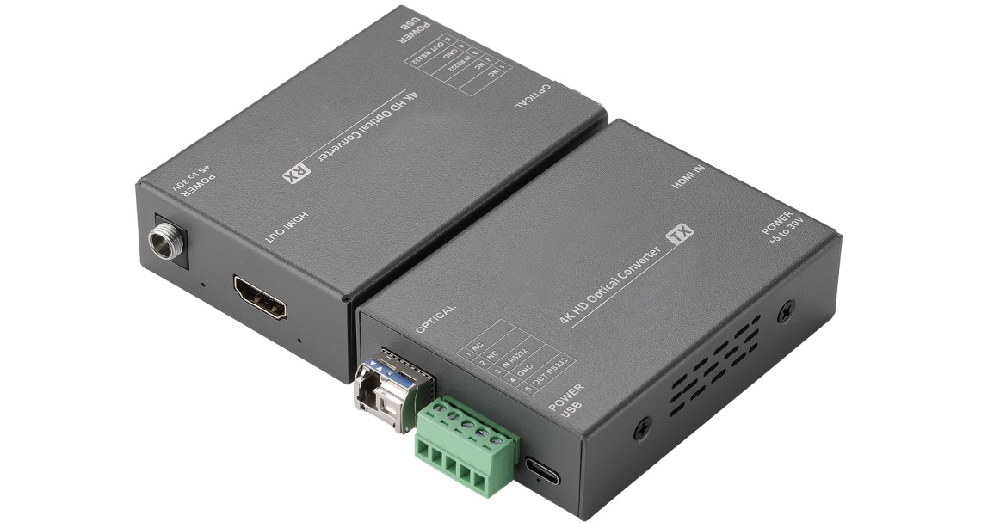 POWER
USB
5 OUT RS232
4 GND
3 IN RS232
2 NC
1 NC
OPTICAL
4K HD Optical Converter
RX
POWER
+5 to 30V
HDMI OUT
HDMI IN
POWER
+5 to 30V
4K HD Optical Converter
TX
OPTICAL
1 NC
2 NC
3 IN RS232
4 GND
5 OUT RS232
POWER
USB